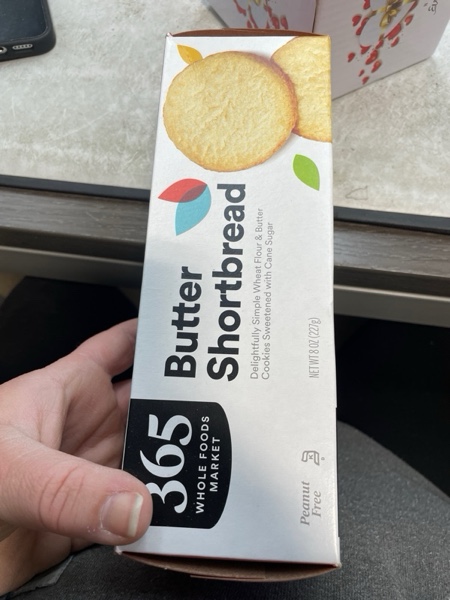 Butter
Shortbread
Delightfully Simple Wheat Flour & Butter
Cookies Sweetened with Cane Sugar
NET WT 8 OZ (227g)
365
WHOLE FOODS
MARKET
Peanut
Free